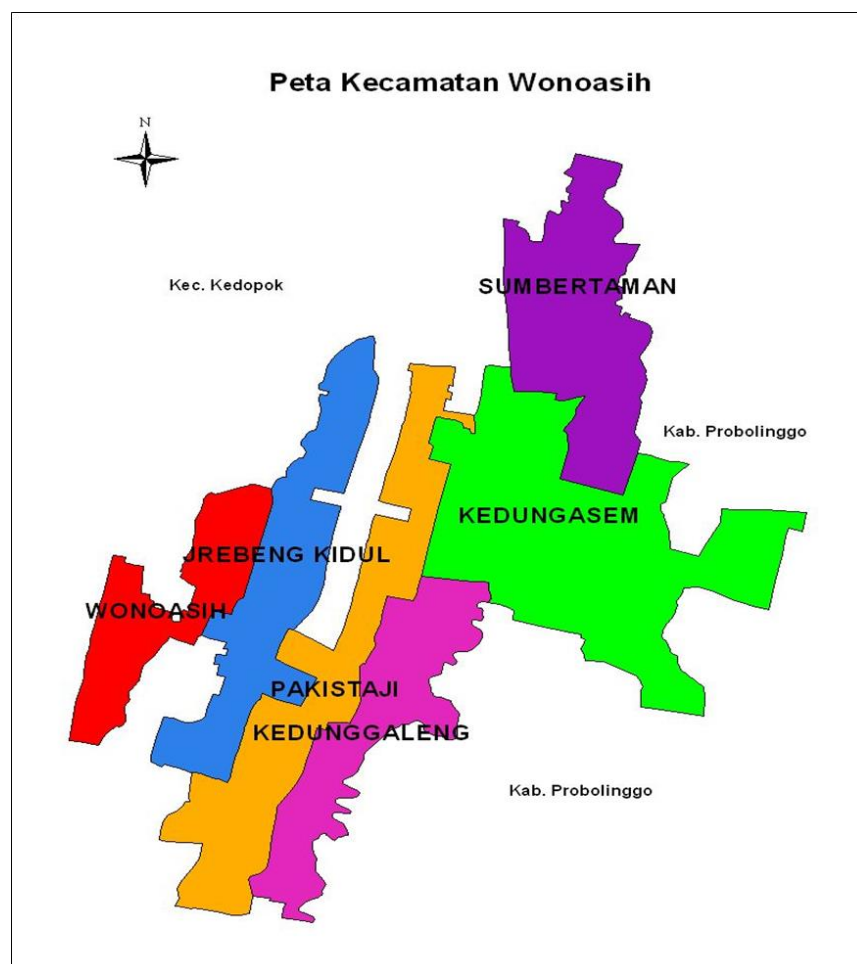 Peta Kecamatan Wonoasih
N
Kec. Kedopok
SUMBERTAMAN
Kab. Probolinggo
KEDUNGASEM
JREBENG KIDUL
WONOASIH
PAKISTAJI
KEDUNGGALENG
Kab. Probolinggo